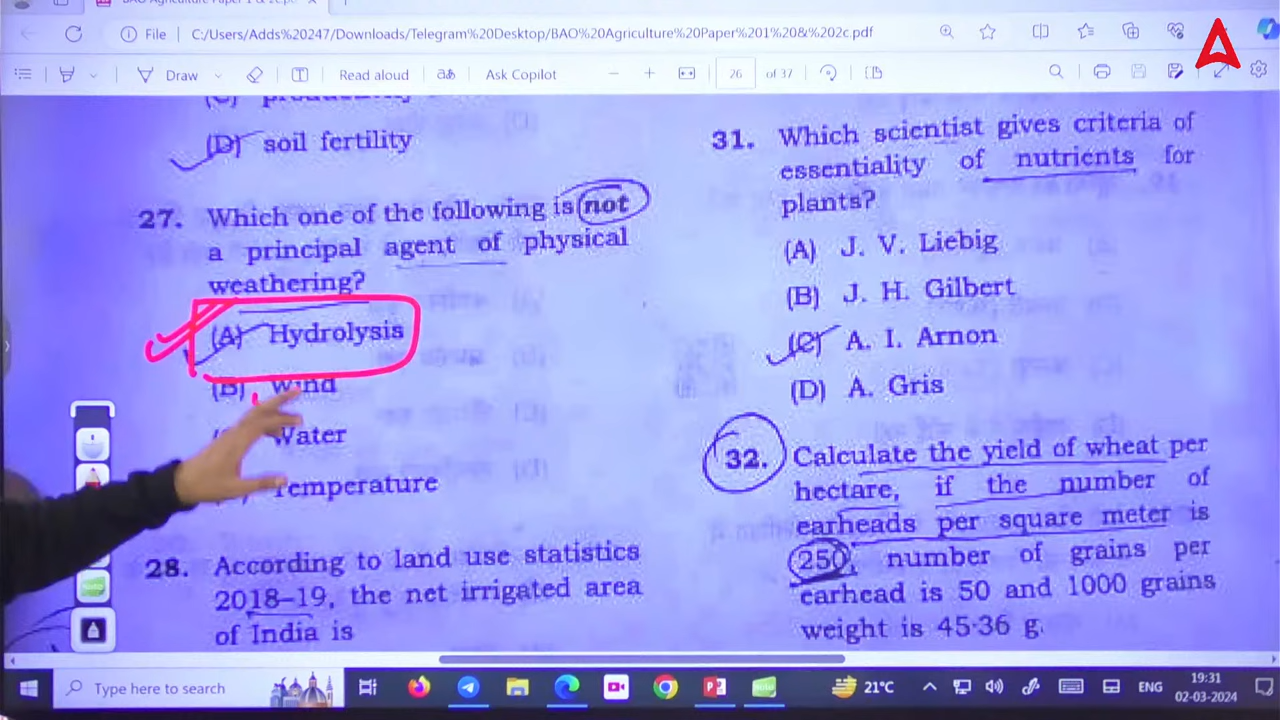 BAO Agriculture Paper 1 & 2c.pdf
File
C:/Users/Adds%20247/Downloads/Telegram%20Desktop/BAO%20Agriculture%20Paper%201%20&%202c.pdf
Draw
Read aloud
Ask Copilot
26 of 37
(D) soil fertility
27. Which one of the following is not
a principal agent of physical
weathering?
(A) Hydrolysis
(B) Wind
Water
Temperature
28. According to land use statistics
2018–19, the net irrigated area
of India is
31. Which scientist gives criteria of
essentiality of nutrients for
plants?
(A) J. V. Liebig
(B) J. H. Gilbert
(C) A. I. Arnon
(D) A. Gris
32. Calculate the yield of wheat per
hectare, if the number of
earheads per square meter is
250, number of grains per
earhead is 50 and 1000 grains
weight is 45·36 g.
Type here to search
21°C
ENG
19:31
02-03-2024